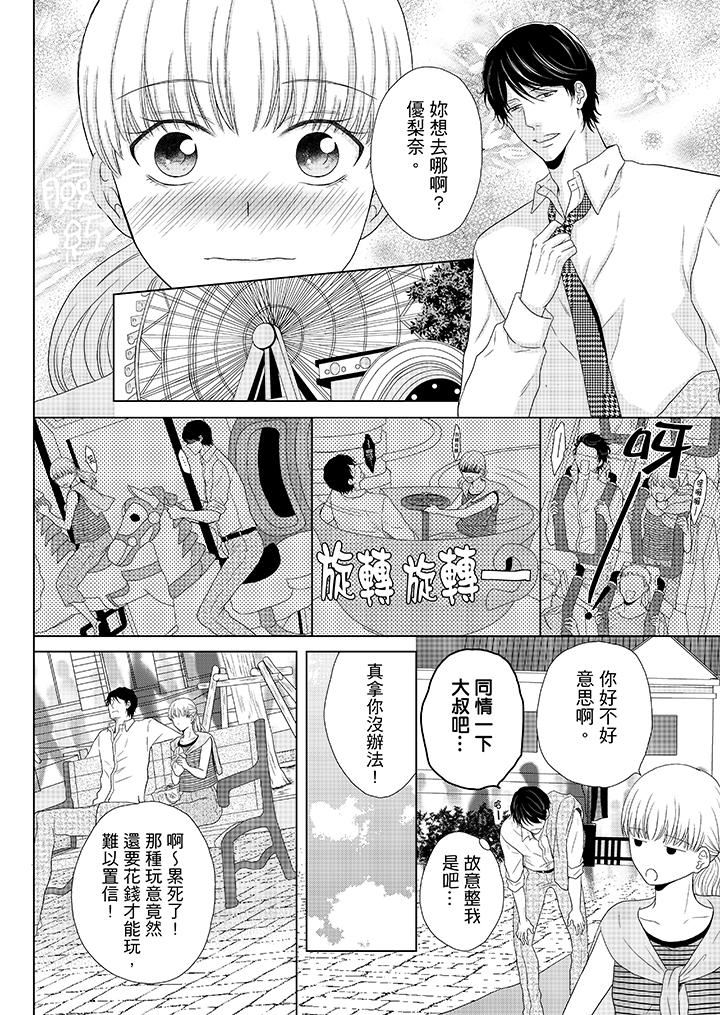 妳想去哪啊？
優梨奈。
呀
旋轉旋轉一
你好不好
意思啊。
同情一下
大叔吧…
故意整我
是吧…
真拿你沒辦法！
啊～累死了！
那種玩意竟然
還要花錢才能玩，
難以置信！